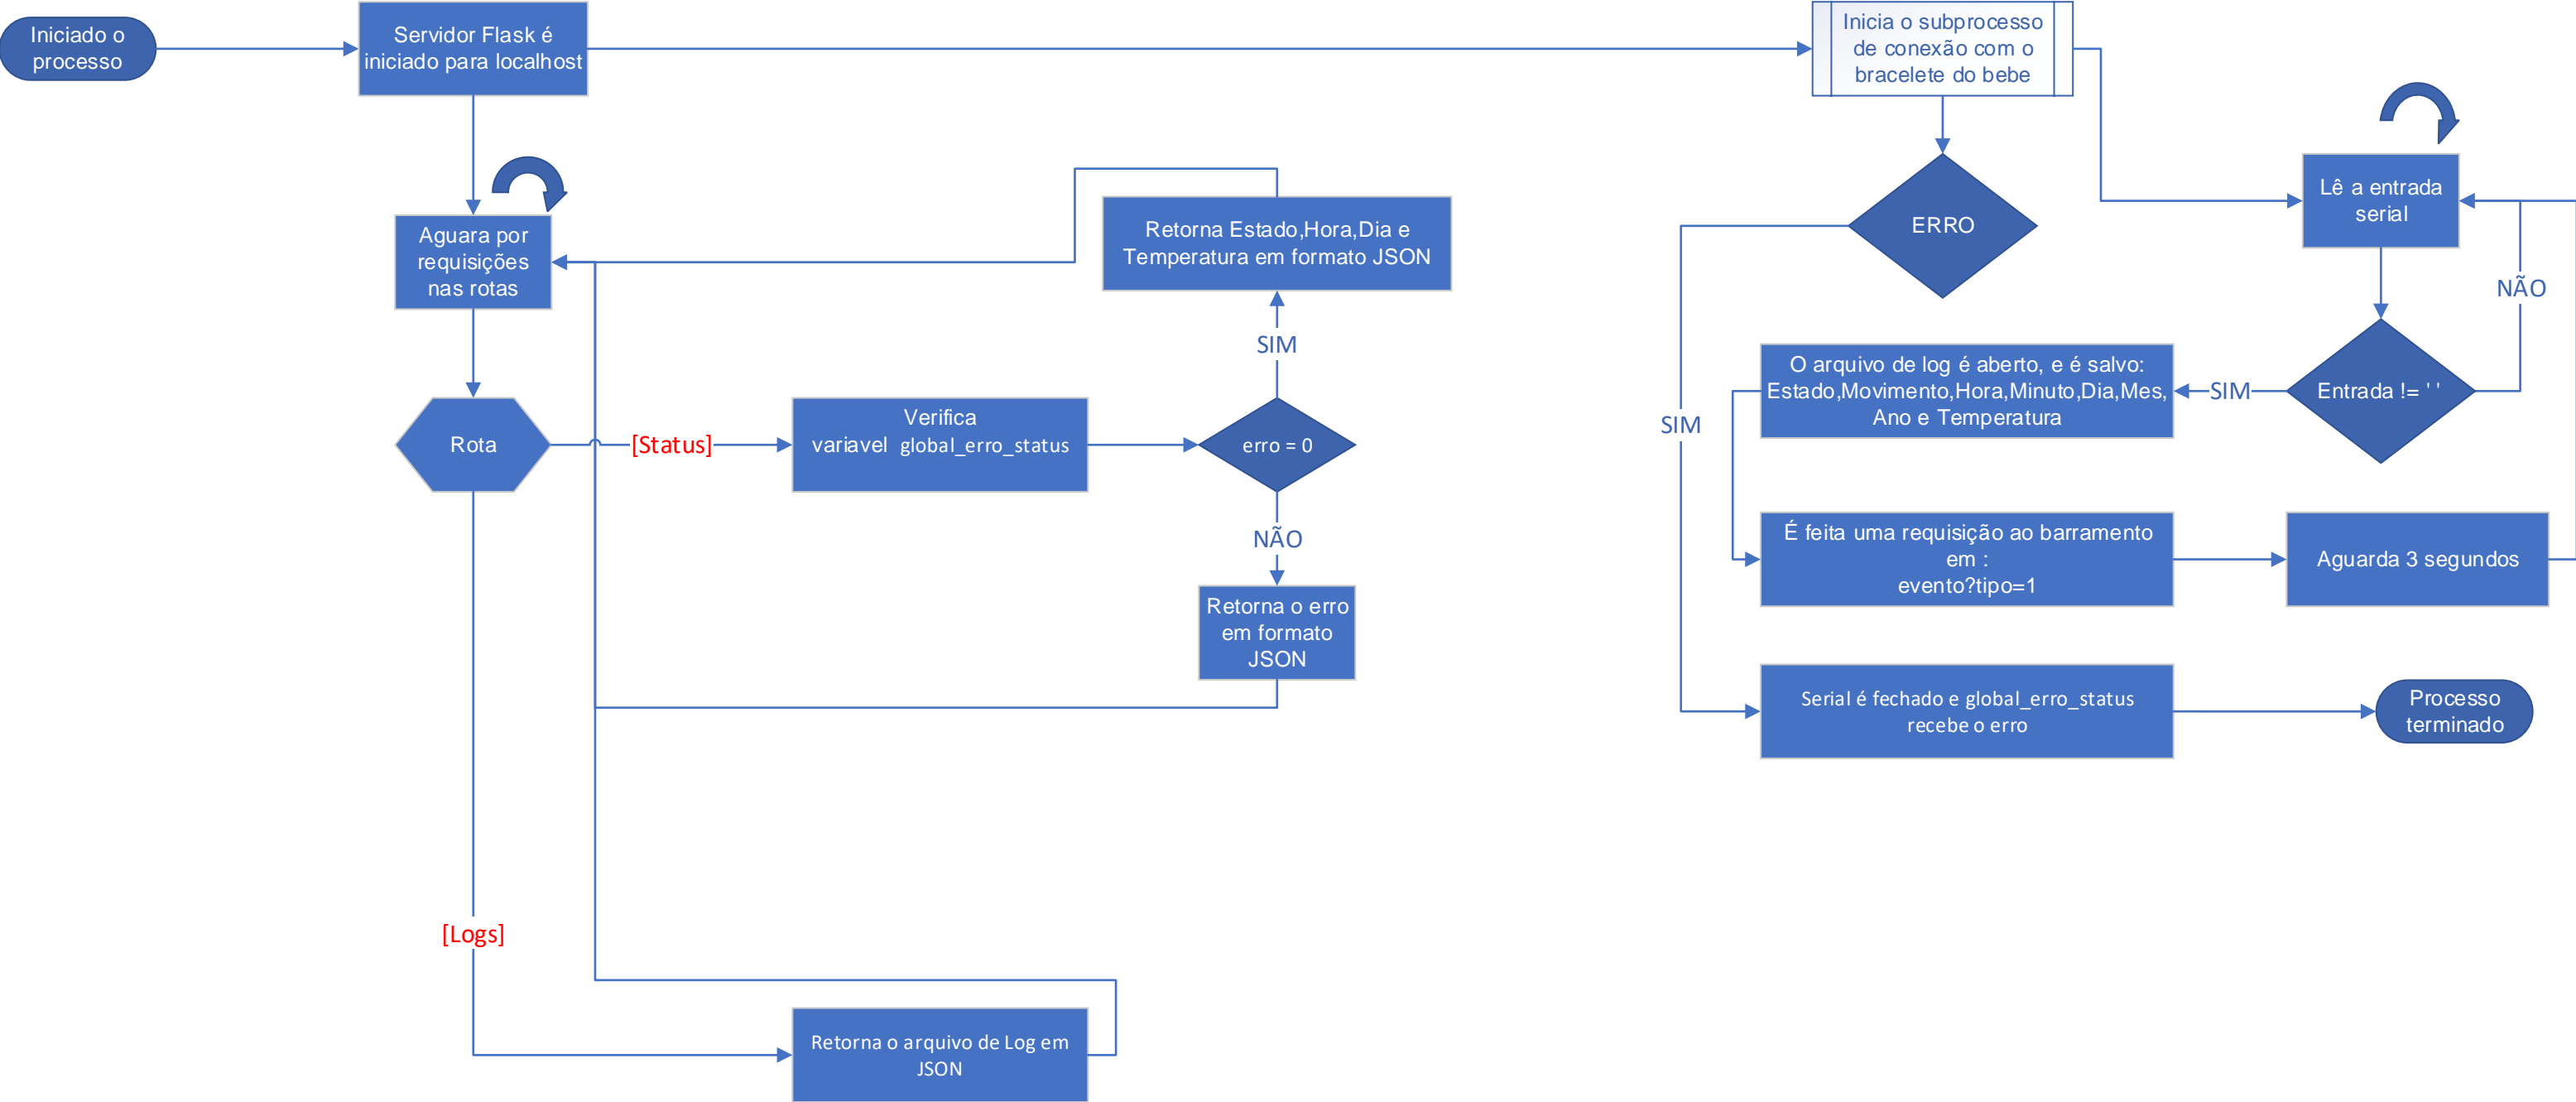 Iniciado o
processo
Servidor Flask é
iniciado para localhost
Inicia o subprocesso
de conexão com o
bracelete do bebe
Lê a entrada
serial
Aguara por
requisições
nas rotas
Retorna Estado,Hora,Dia e
Temperatura em formato JSON
ERRO
NÃO
SIM
O arquivo de log é aberto, e é salvo:
Estado,Movimento,Hora,Minuto,Dia,Mes,
Ano e Temperatura
SIM
Entrada != ' '
SIM
Rota
[Status]
Verifica
variavel global_erro_status
erro = 0
NÃO
É feita uma requisição ao barramento
em :
evento?tipo=1
Aguarda 3 segundos
Retorna o erro
em formato
JSON
Serial é fechado e global_erro_status
recebe o erro
Processo
terminado
[Logs]
Retorna o arquivo de Log em
JSON